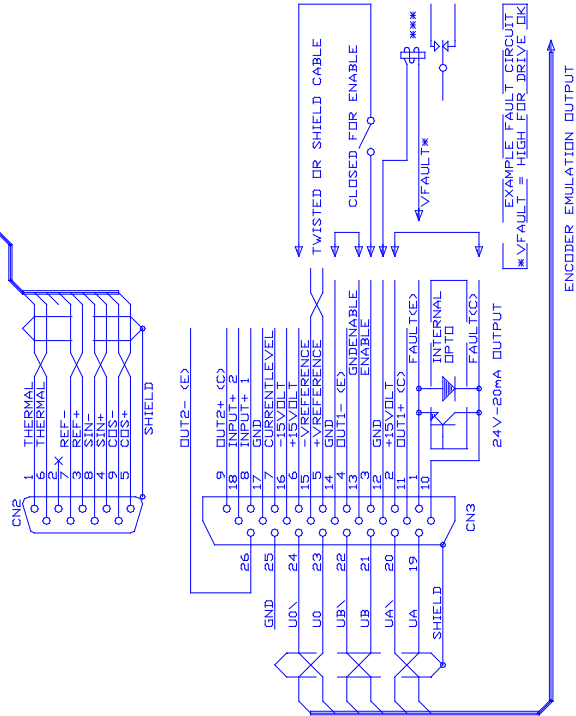 CN2
1 THERMAL
6 THERMAL
2 X
7 REF-
3 REF+
8 SIN-
4 SIN+
9 COS-
5 COS+
SHIELD
OUT2- (E)
9 OUT2+ (C)
18 INPUT+ 2
8 INPUT+ 1
17 GND
7 CURRENTLEVEL
16 -15VOLT
6 +15VOLT
15 -VREFERENCE
5 +VREFERENCE
14 GND
4 OUT1- (E)
13 GNDENABLE
3 ENABLE
12 GND
2 +15VOLT
11 OUT1+ (C)
1 FAULT(E)
10
INTERNAL
OPTO
FAULT(C)
24V-20mA OUTPUT
CN3
26
25 GND
24 U0\
23 U0
22 UB\
21 UB
20 UA\
19 UA
SHIELD
TWISTED OR SHIELD CABLE
CLOSED FOR ENABLE
***
VFAULT*
EXAMPLE FAULT CIRCUIT
*VFAULT = HIGH FOR DRIVE OK
ENCODER EMULATION OUTPUT